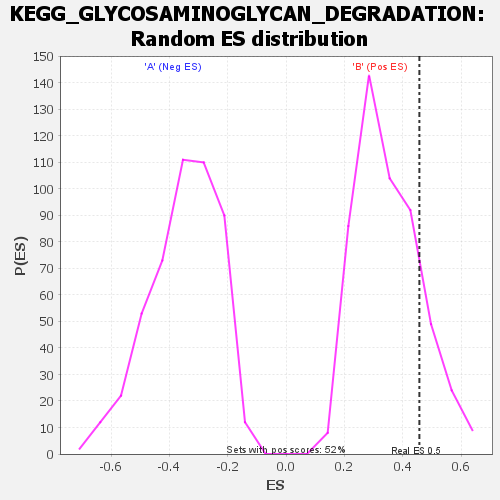 KEGG_GLYCOSAMINOGLYCAN_DEGRADATION:
Random ES distribution
'A' (Neg ES)
'B' (Pos ES)
150
140
130
120
110
100
90
80
70
60
50
40
30
20
10
0
P(ES)
Sets with pos scores: 52%
Real ES 0.5
-0.6
-0.4
-0.2
0.0
0.2
0.4
0.6
ES